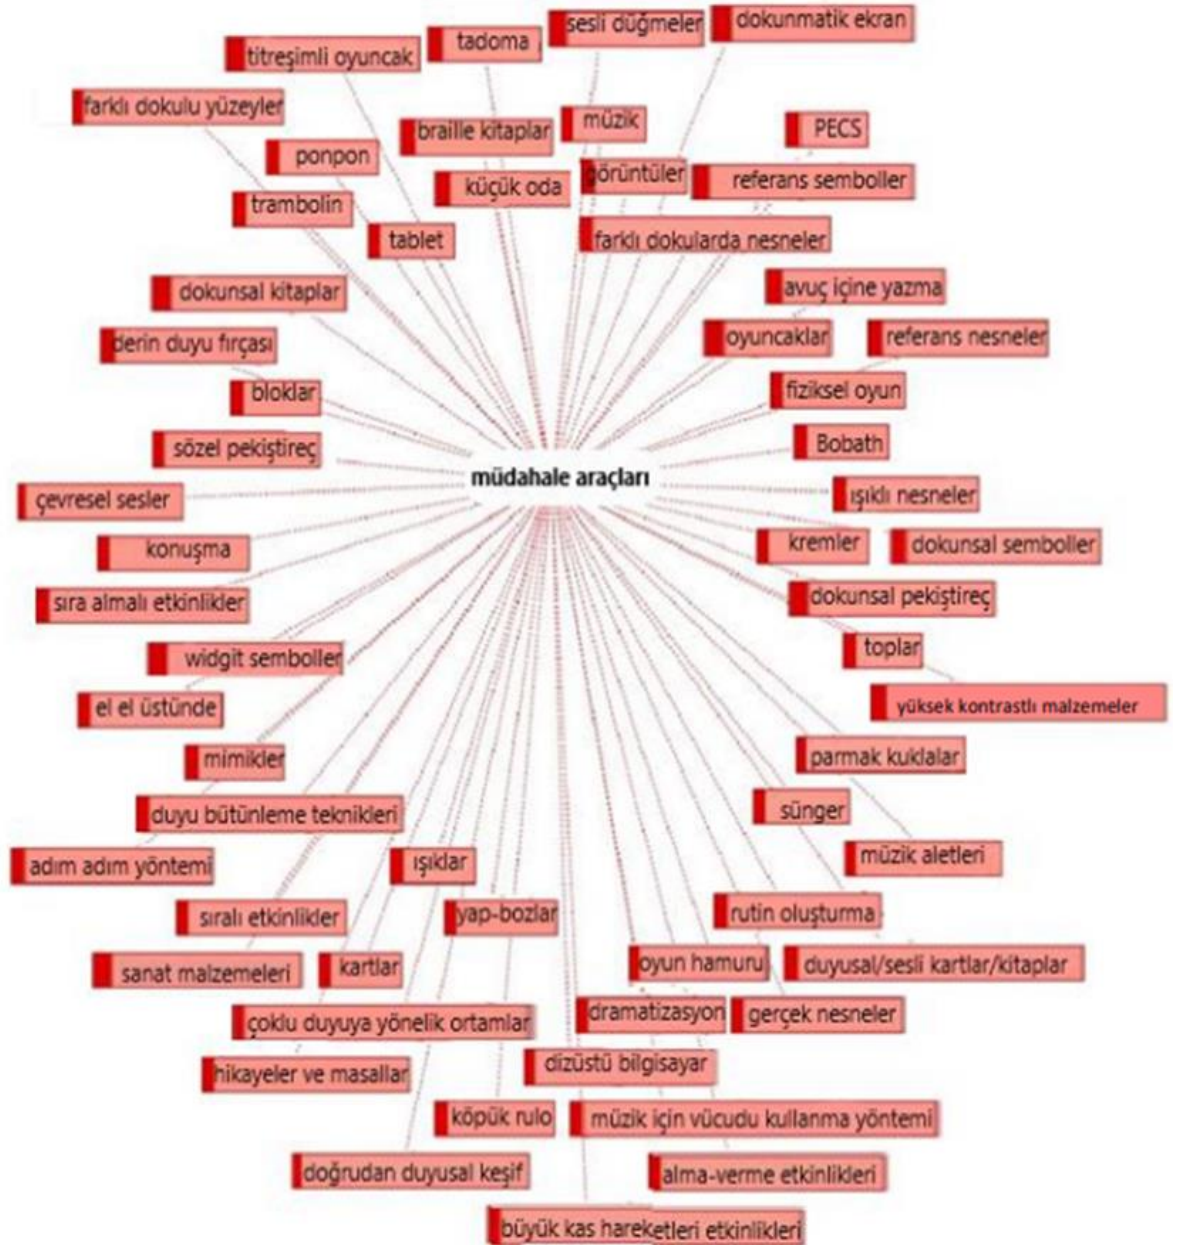 sesli düğmeler
dokunmatik ekran
tadoma
titreşimli oyuncak
farklı dokulu yüzeyler
braille kitaplar
müzik
PECS
ponpon
küçük oda
görüntüler
referans semboller
trambolin
tablet
farklı dokularda nesneler
dokunsal kitaplar
avuç içine yazma
derin duyu fırçası
oyuncaklar
referans nesneler
bloklar
fiziksel oyun
sözel pekiştireç
Bobath
müdahale araçları
çevresel sesler
ışıklı nesneler
konuşma
kremler
dokunsal semboller
sıra almalı etkinlikler
dokunsal pekiştireç
widgit semboller
toplar
el el üstünde
yüksek kontrastlı malzemeler
mimikler
parmak kuklalar
duyu bütünleme teknikleri
sünger
adım adım yöntemi
ışıklar
müzik aletleri
sıralı etkinlikler
yap-bozlar
rutin oluşturma
sanat malzemeleri
kartlar
oyun hamuru
duyusal/sesli kartlar/kitaplar
çoklu duyuya yönelik ortamlar
dramatizasyon
gerçek nesneler
hikayeler ve masallar
dizüstü bilgisayar
köpük rulo
müzik için vücudu kullanma yöntemi
doğrudan duyusal keşif
alma-verme etkinlikleri
büyük kas hareketleri etkinlikleri